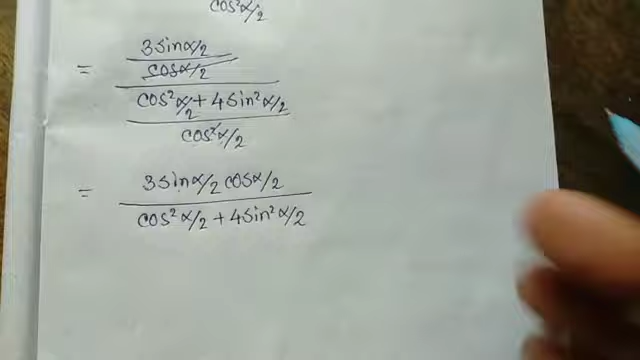 cos²α/2
3sinα/2
= cosα/2
cos²α/2 + 4sin²α/2
cos²α/2
= 3sinα/2 cosα/2
cos²α/2 + 4sin²α/2